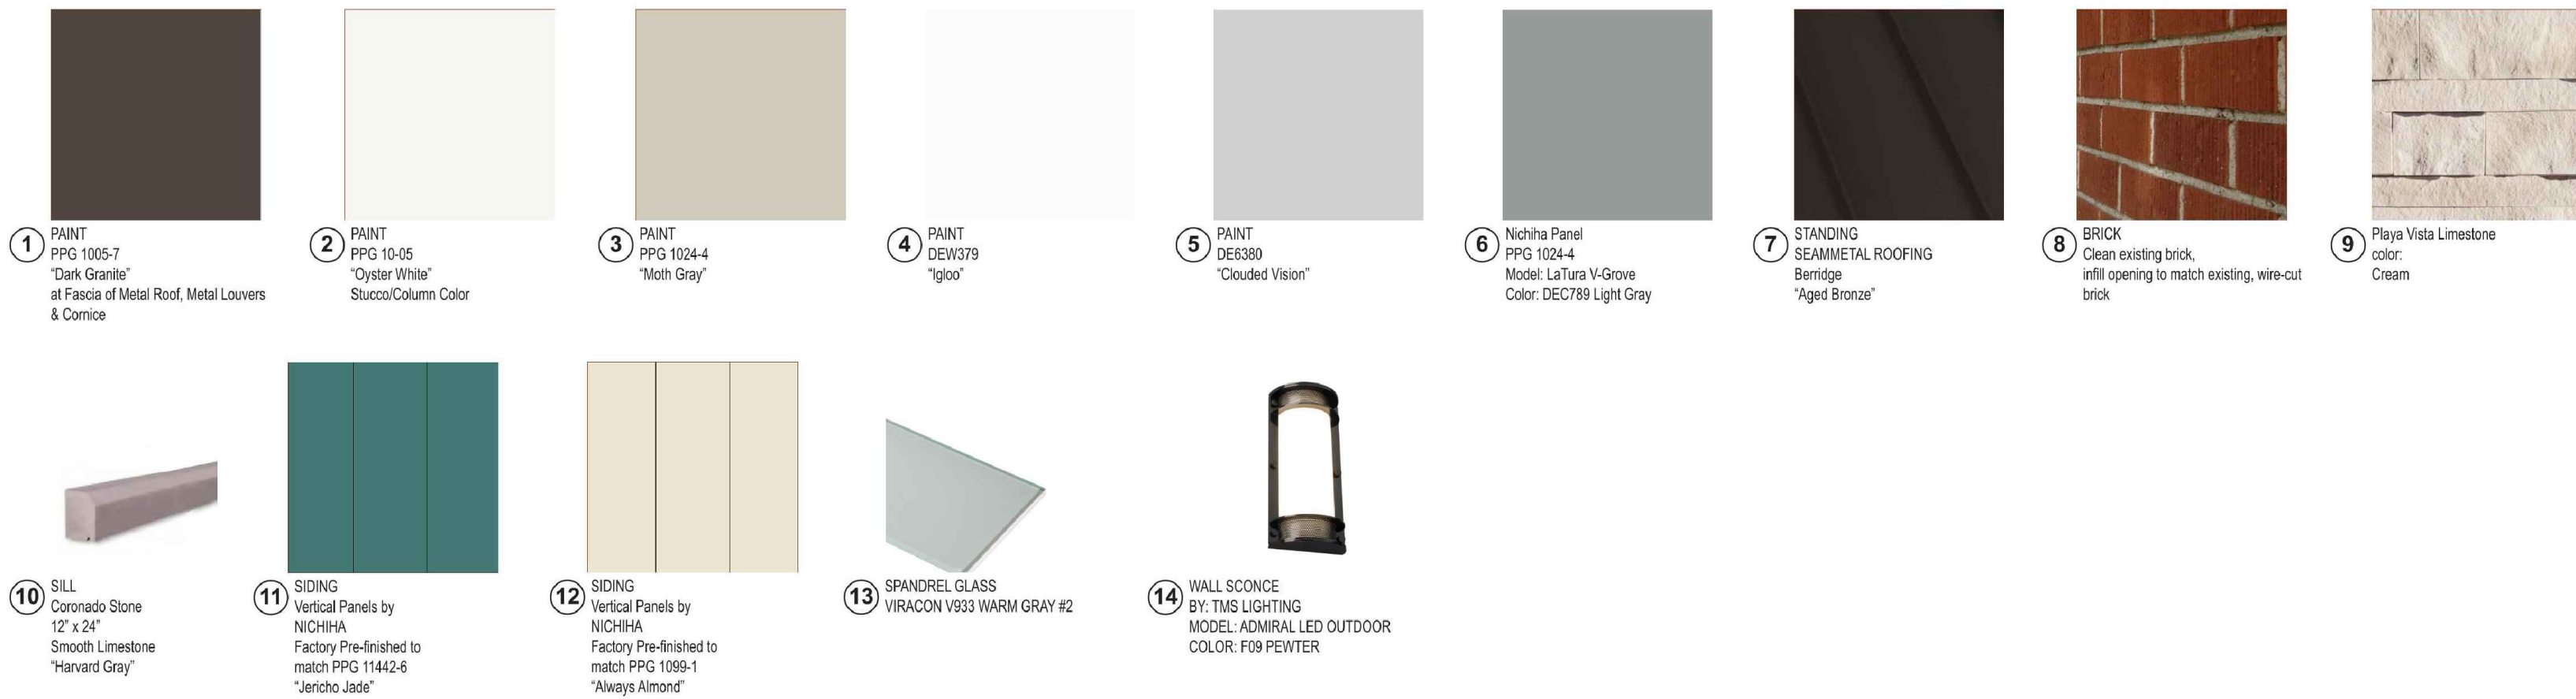 1
PAINT
PPG 1005-7
“Dark Granite”
at Fascia of Metal Roof, Metal Louvers
& Cornice
2
PAINT
PPG 10-05
“Oyster White”
Stucco/Column Color
3
PAINT
PPG 1024-4
“Moth Gray”
4
PAINT
DEW379
“Igloo”
5
PAINT
DE6380
“Clouded Vision”
6
Nichiha Panel
PPG 1024-4
Model: LaTura V-Grove
Color: DEC789 Light Gray
7
STANDING
SEAMMETAL ROOFING
Berridge
“Aged Bronze”
8
BRICK
Clean existing brick,
infill opening to match existing, wire-cut
brick
9
Playa Vista Limestone
color:
Cream
10
SILL
Coronado Stone
12” x 24”
Smooth Limestone
“Harvard Gray”
11
SIDING
Vertical Panels by
NICHIHA
Factory Pre-finished to
match PPG 11442-6
“Jericho Jade”
12
SIDING
Vertical Panels by
NICHIHA
Factory Pre-finished to
match PPG 1099-1
“Always Almond”
13
SPANDREL GLASS
VIRACON V933 WARM GRAY #2
14
WALL SCONCE
BY: TMS LIGHTING
MODEL: ADMIRAL LED OUTDOOR
COLOR: F09 PEWTER